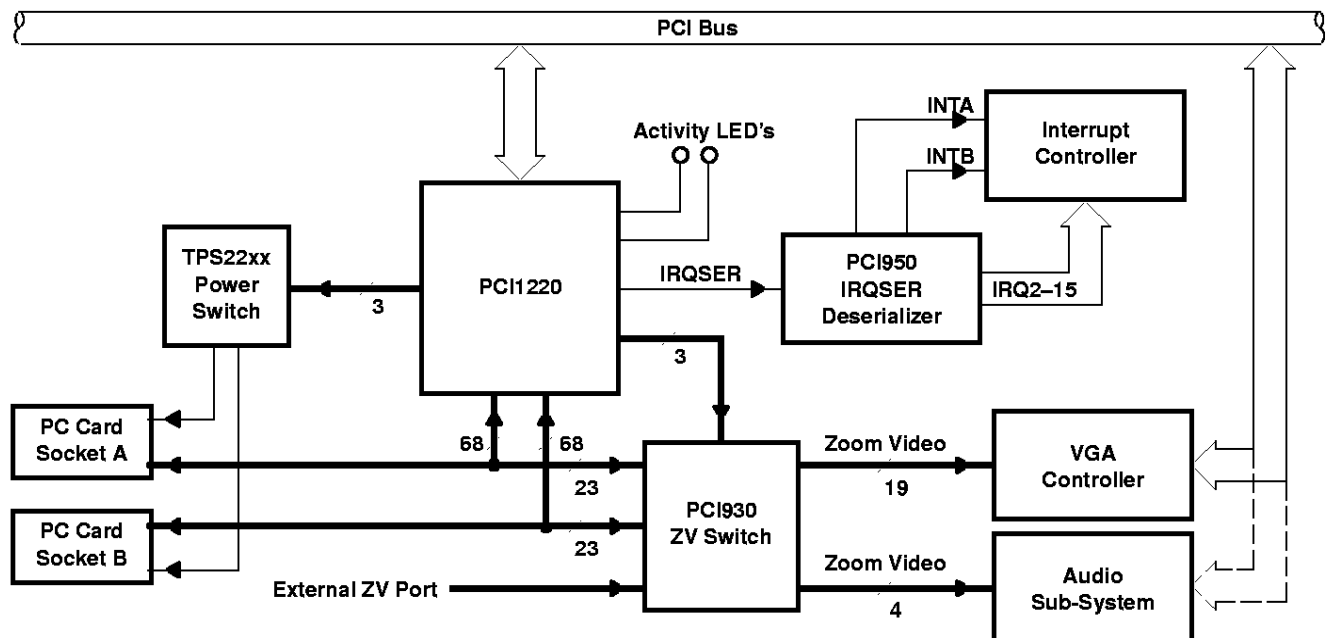 PCI Bus
Activity LED's
INTA
INTB
Interrupt
Controller
TPS22xx
Power
Switch
3
PCI1220
IRQSER
PCI950
IRQSER
Deserializer
IRQ2–15
3
PC Card
Socket A
68
68
23
PC Card
Socket B
23
External ZV Port
PCI930
ZV Switch
Zoom Video
19
VGA
Controller
Zoom Video
4
Audio
Sub-System